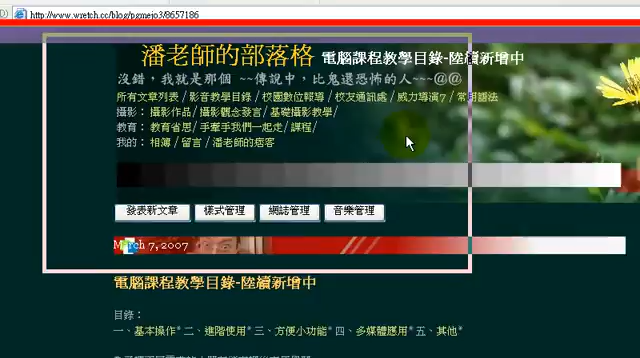 http://www.wretch.cc/blog/pgmejo3/8657186
潘老師的部落格 電腦課程教學目錄-陸續新增中
沒錯，我就是那個 ~~傳說中，比鬼還恐怖的人~~~@@
所有文章列表 / 影音教學目錄 / 校園數位報導 / 校友通訊處 / 威力導演7 / 常用語法
攝影： 攝影作品/ 攝影觀念發言/ 基礎攝影教學/
教育： 教育省思/ 手牽手我們一起走/ 課程/
我的： 相簿 / 留言 / 潘老師的痞客
發表新文章 樣式管理 網誌管理 音樂管理
March 7, 2007
電腦課程教學目錄-陸續新增中
目錄：
一、基本操作* 二、進階使用* 三、方便小功能* 四、多媒體應用* 五、其他*